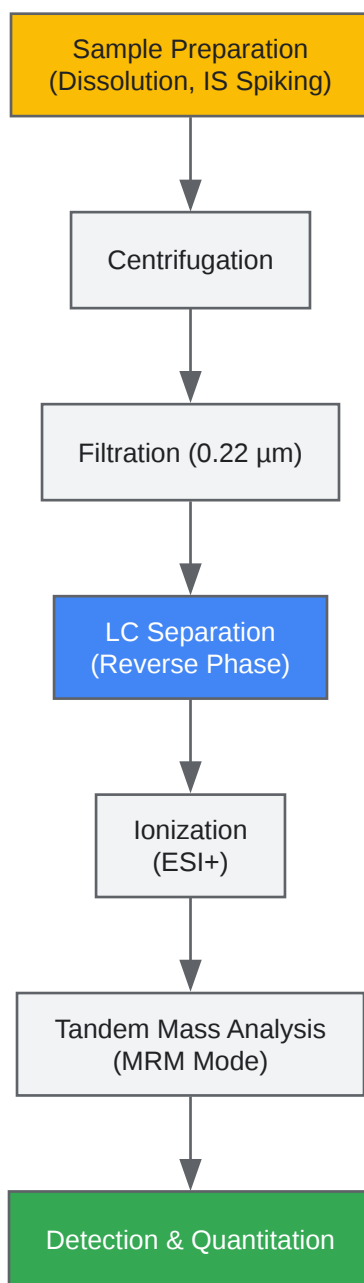 Sample Preparation
(Dissolution, IS Spiking)
Centrifugation
Filtration (0.22 µm)
LC Separation
(Reverse Phase)
Ionization
(ESI+)
Tandem Mass Analysis
(MRM Mode)
Detection & Quantitation